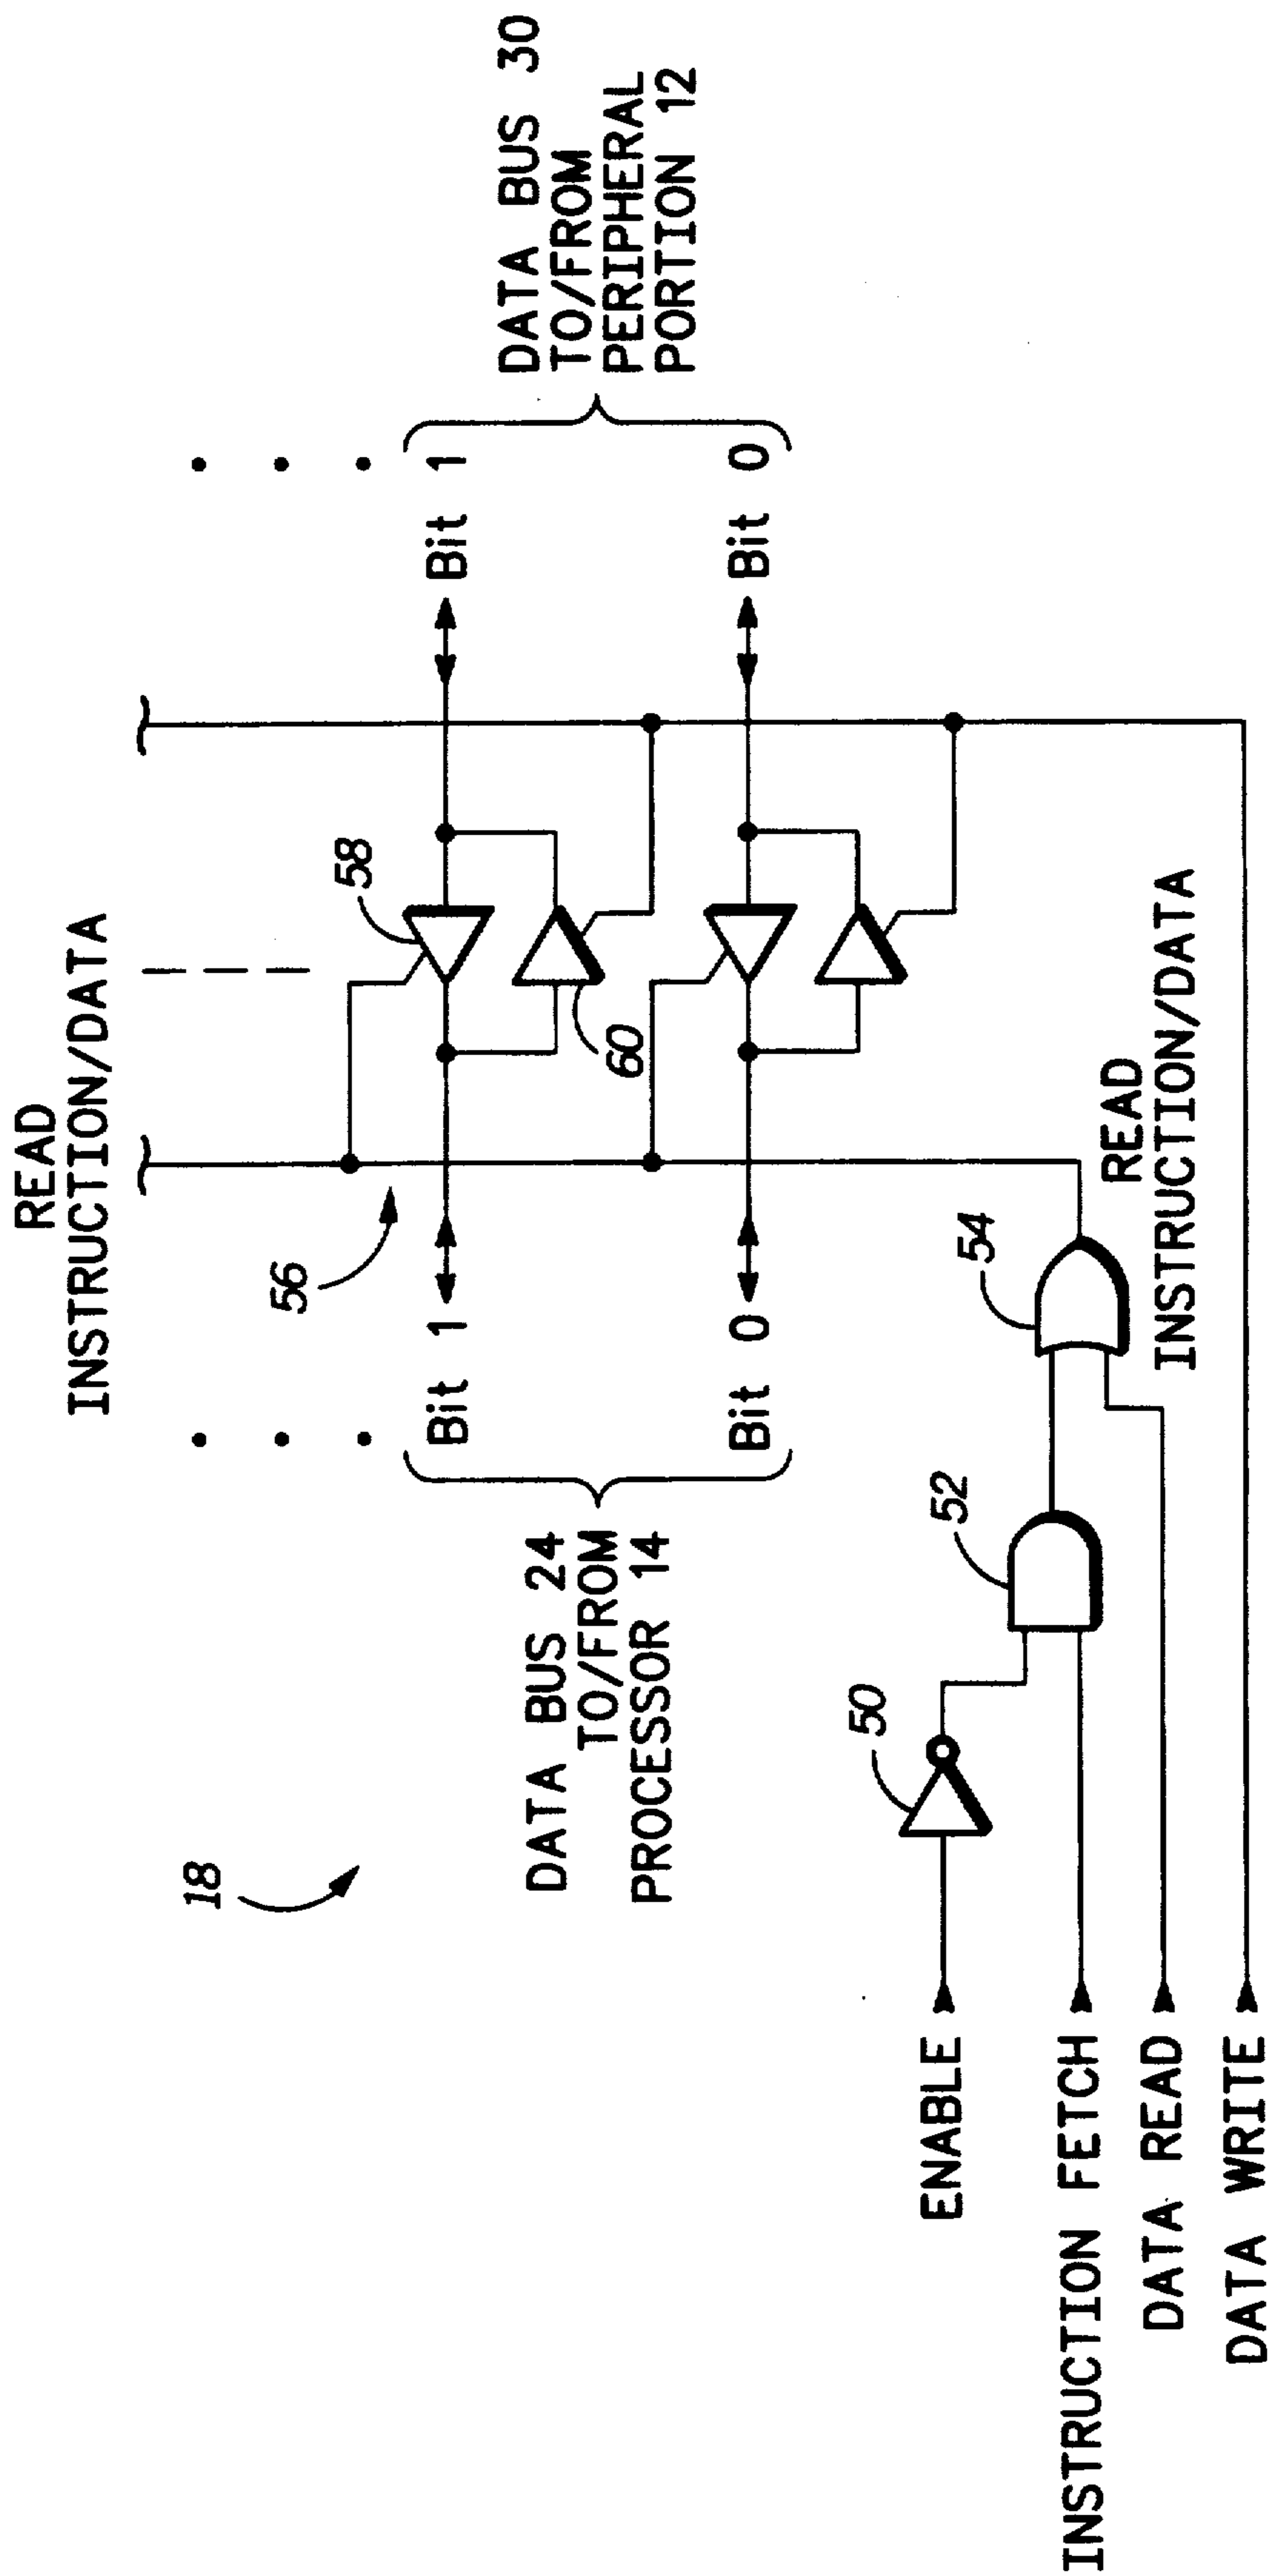 READ
INSTRUCTION/DATA
18
56
58
60
Bit 1
Bit 1
Bit 0
Bit 0
DATA BUS 24
TO/FROM
PROCESSOR 14
DATA BUS 30
TO/FROM
PERIPHERAL
PORTION 12
50
52
54
ENABLE
INSTRUCTION FETCH
DATA READ
DATA WRITE
READ
INSTRUCTION/DATA